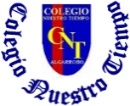 COLEGIO
NUESTRO TIEMPO
CNT
ALGARROBO
Colegio Nuestro Tiempo